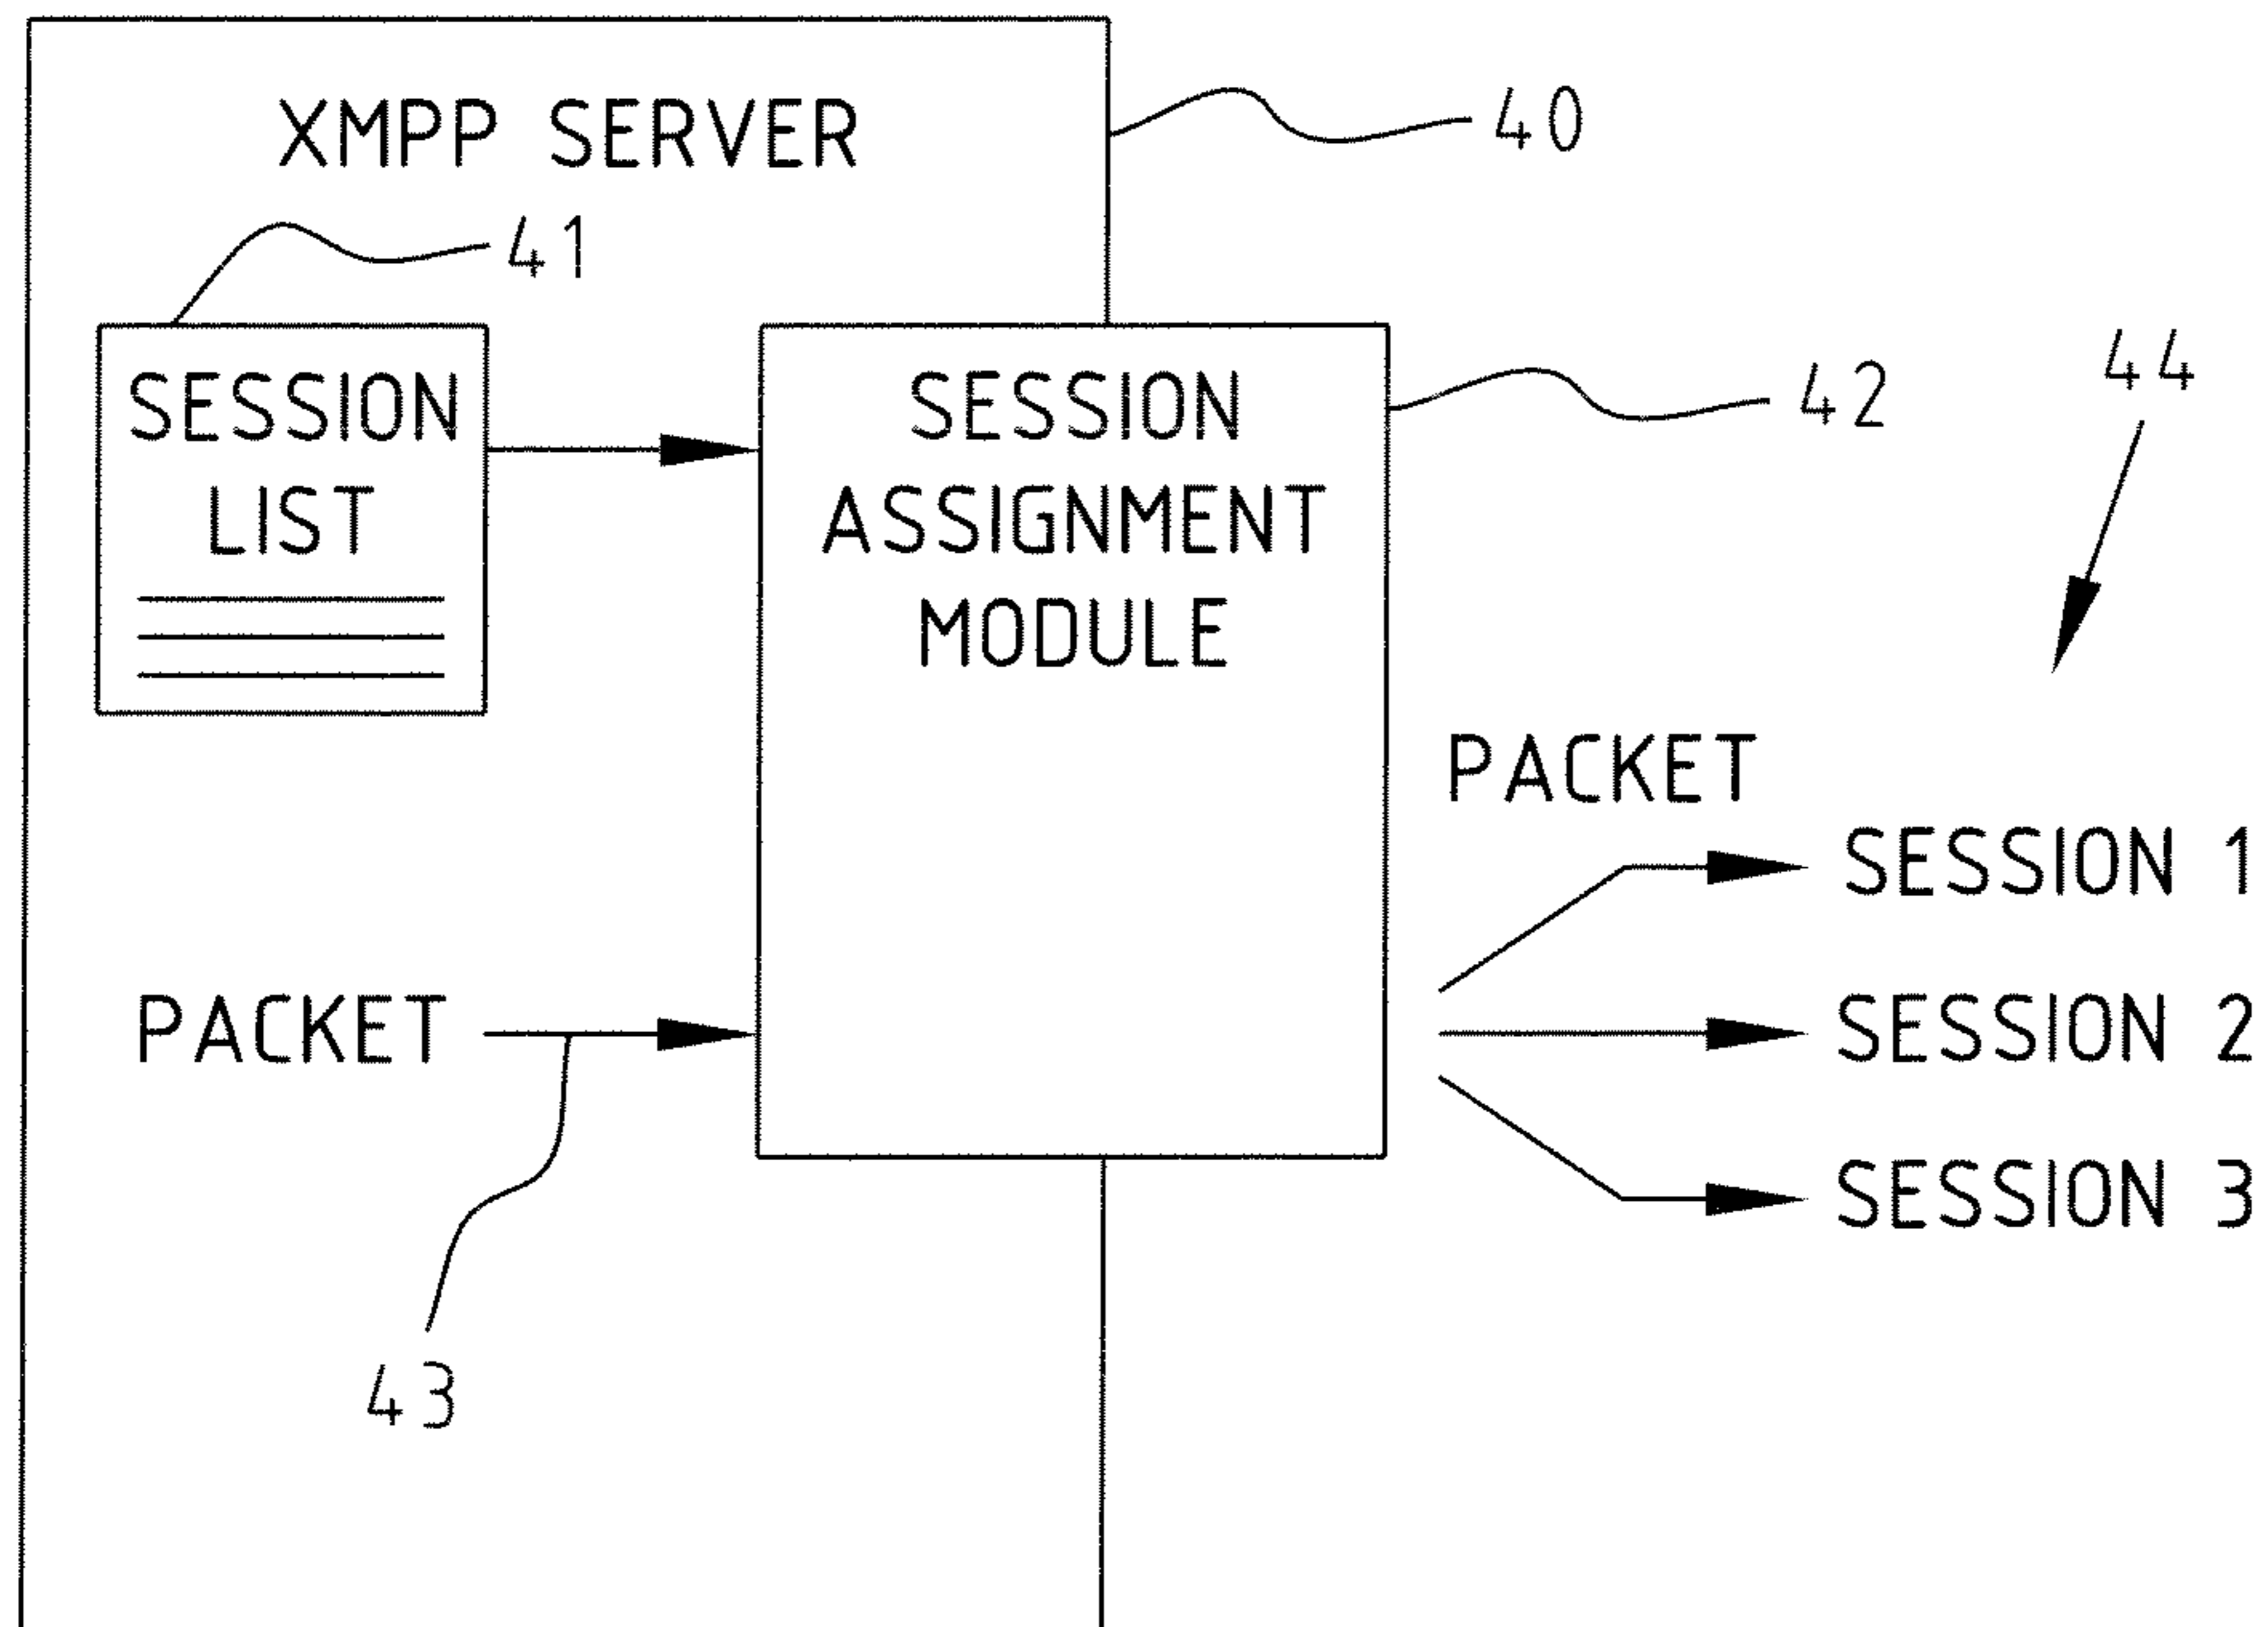 XMPP SERVER
40
41
SESSION
LIST
SESSION
ASSIGNMENT
MODULE
42
44
PACKET
SESSION 1
PACKET
SESSION 2
SESSION 3
43